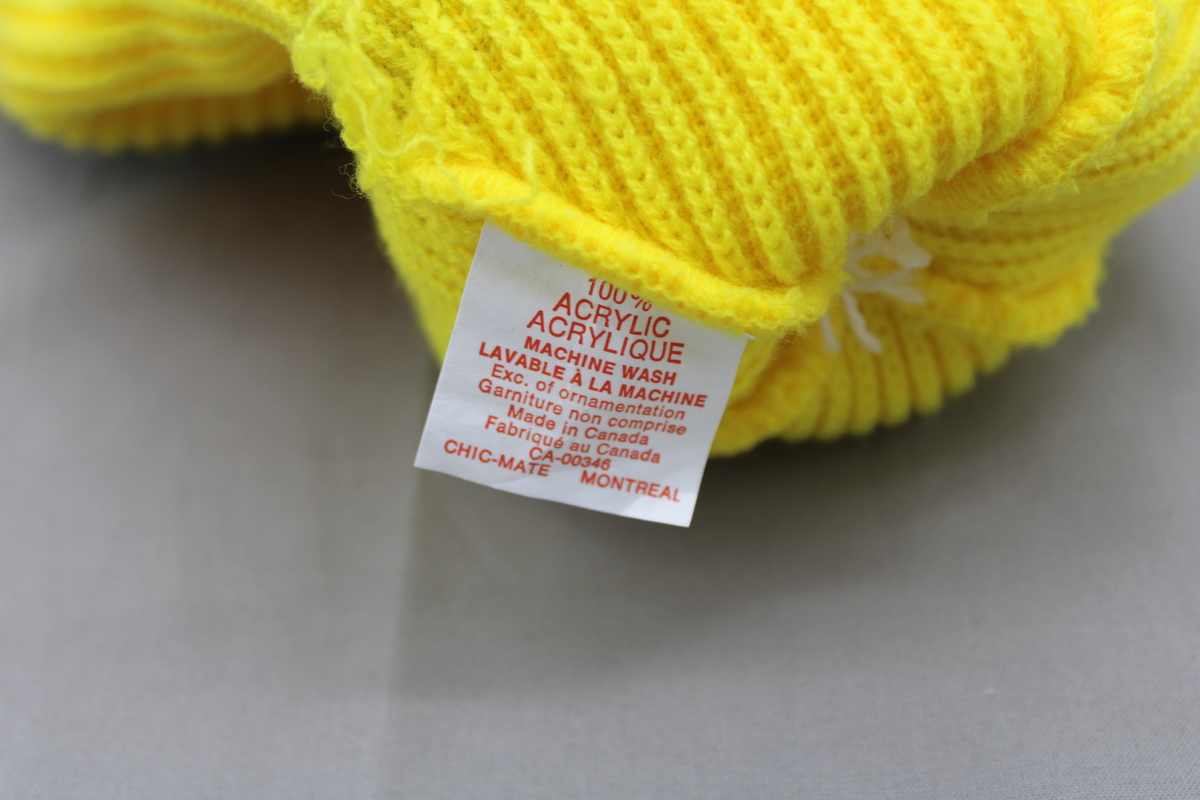 100%
ACRYLIC
ACRYLIQUE
MACHINE WASH
LAVABLE À LA MACHINE
Exc. of ornamentation
Garniture non comprise
Made in Canada
Fabriqué au Canada
CA-00346
CHIC-MATE MONTREAL